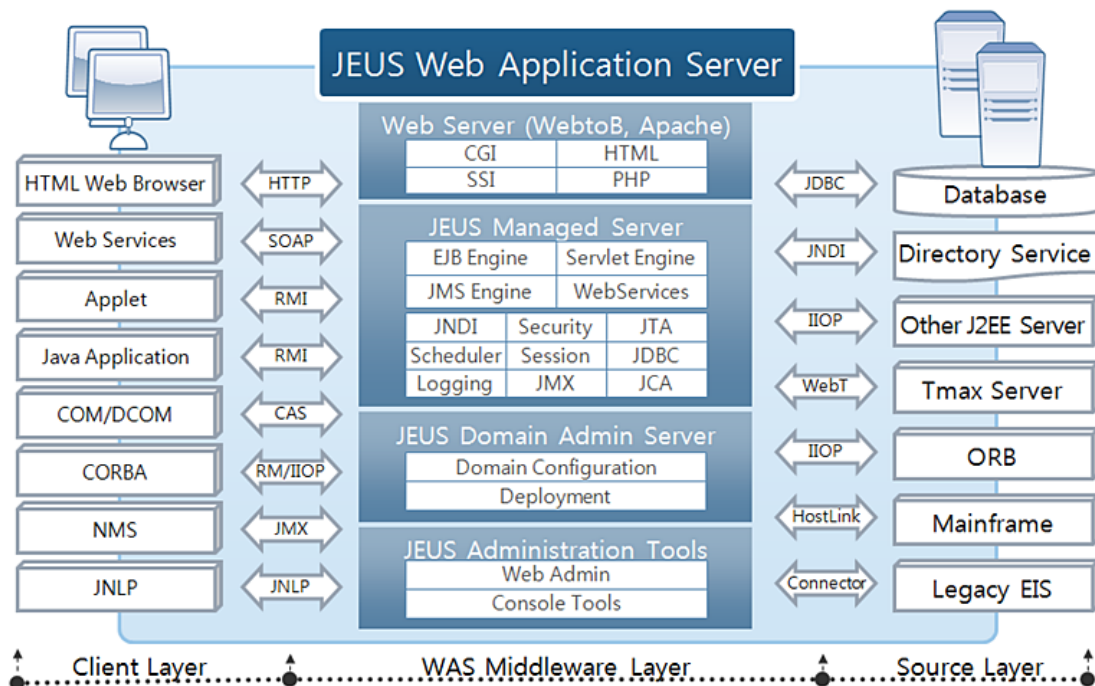 JEUS Web Application Server
Web Server (WebtoB, Apache)
CGI HTML
SSI PHP
HTML Web Browser HTTP JDBC Database
JEUS Managed Server
Web Services SOAP JNDI Directory Service
EJB Engine Servlet Engine
JMS Engine WebServices
Applet RMI IIOP Other J2EE Server
JNDI Security JTA
Scheduler Session JDBC
Logging JMX JCA
Java Application RMI WebT Tmax Server
COM/DCOM CAS
JEUS Domain Admin Server
Domain Configuration
Deployment
CORBA RM/IIOP IIOP ORB
NMS JMX HostLink Mainframe
JEUS Administration Tools
Web Admin
Console Tools
JNLP JNLP Connector Legacy EIS
Client Layer WAS Middleware Layer Source Layer